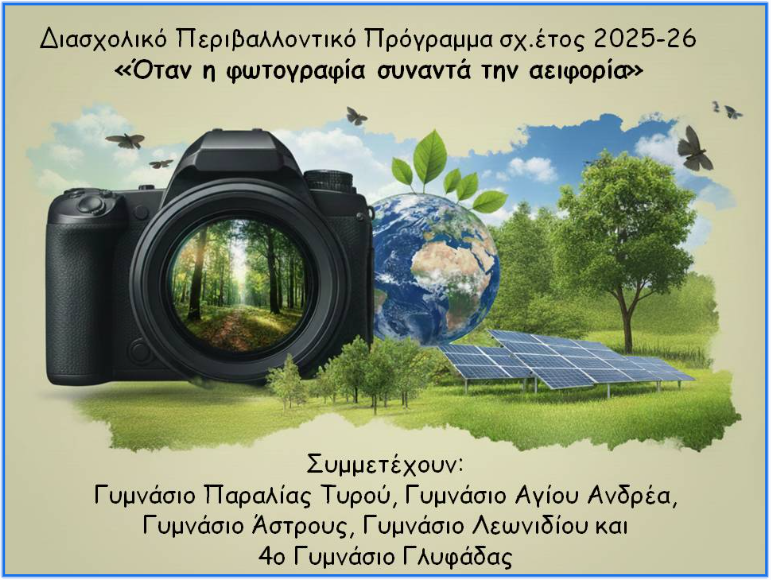 Διασχολικό Περιβαλλοντικό Πρόγραμμα σχ.έτος 2025-26
«Όταν η φωτογραφία συναντά την αειφορία»
Συμμετέχουν:
Γυμνάσιο Παραλίας Τυρού, Γυμνάσιο Αγίου Ανδρέα,
Γυμνάσιο Άστρους, Γυμνάσιο Λεωνιδίου και
4ο Γυμνάσιο Γλυφάδας